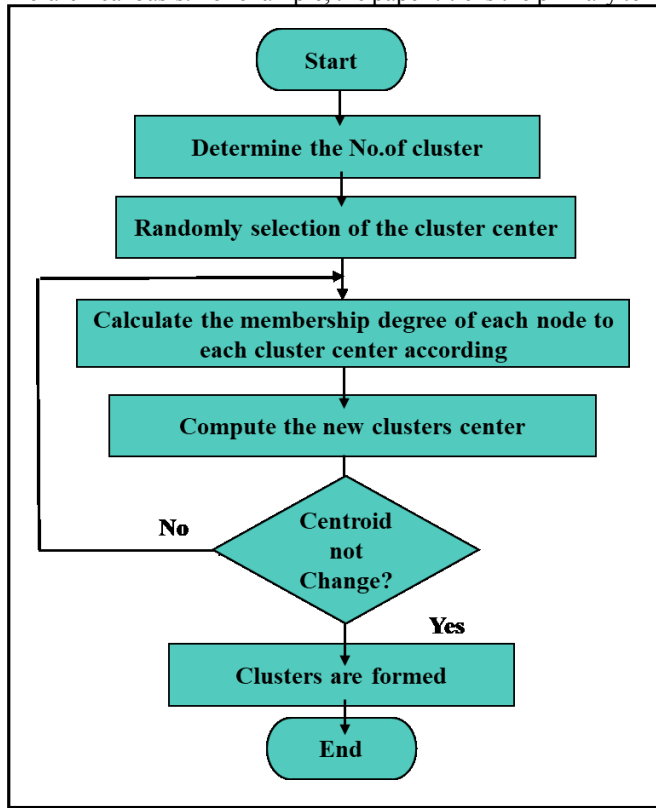 Start
Determine the No.of cluster
Randomly selection of the cluster center
Calculate the membership degree of each node to
each cluster center according
Compute the new clusters center
Centroid
not
Change?
No
Yes
Clusters are formed
End